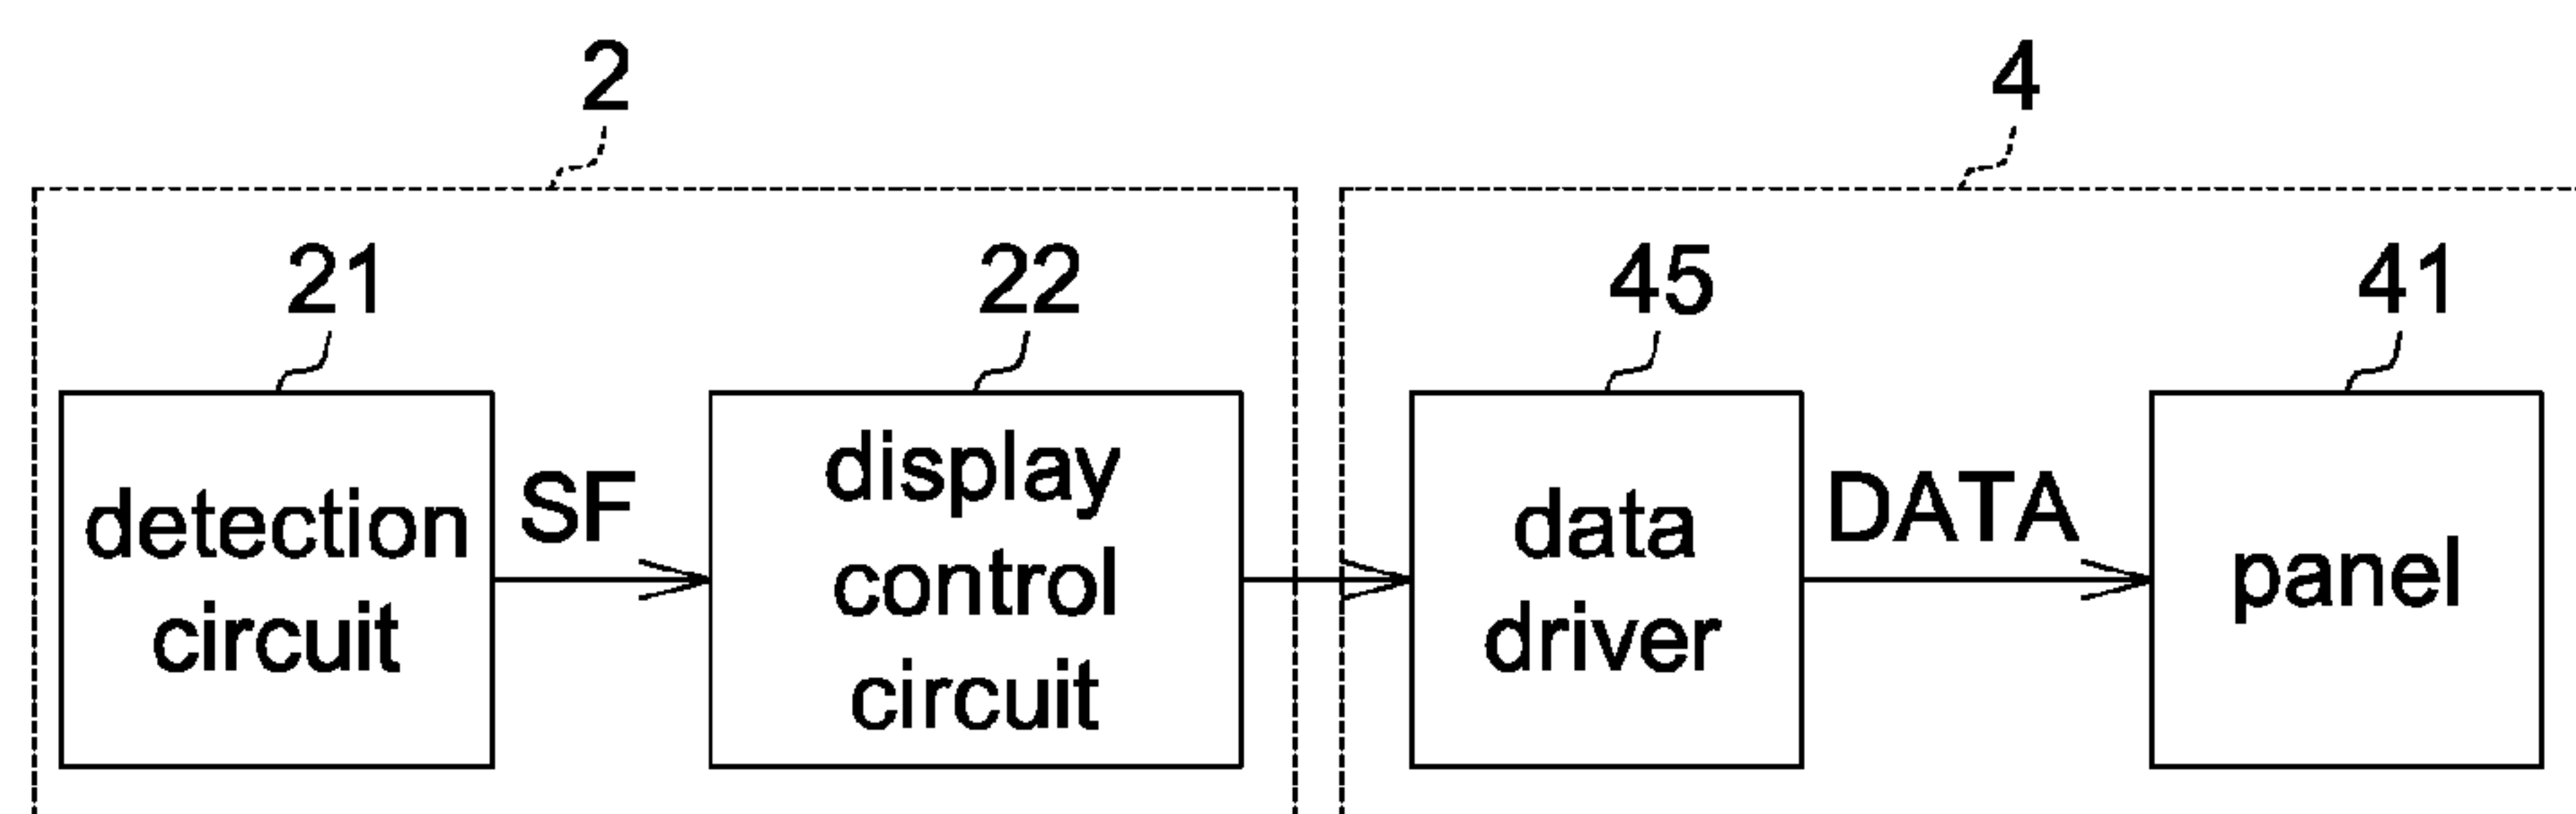 2
4
21
22
45
41
detection
circuit
SF
display
control
circuit
data
driver
DATA
panel